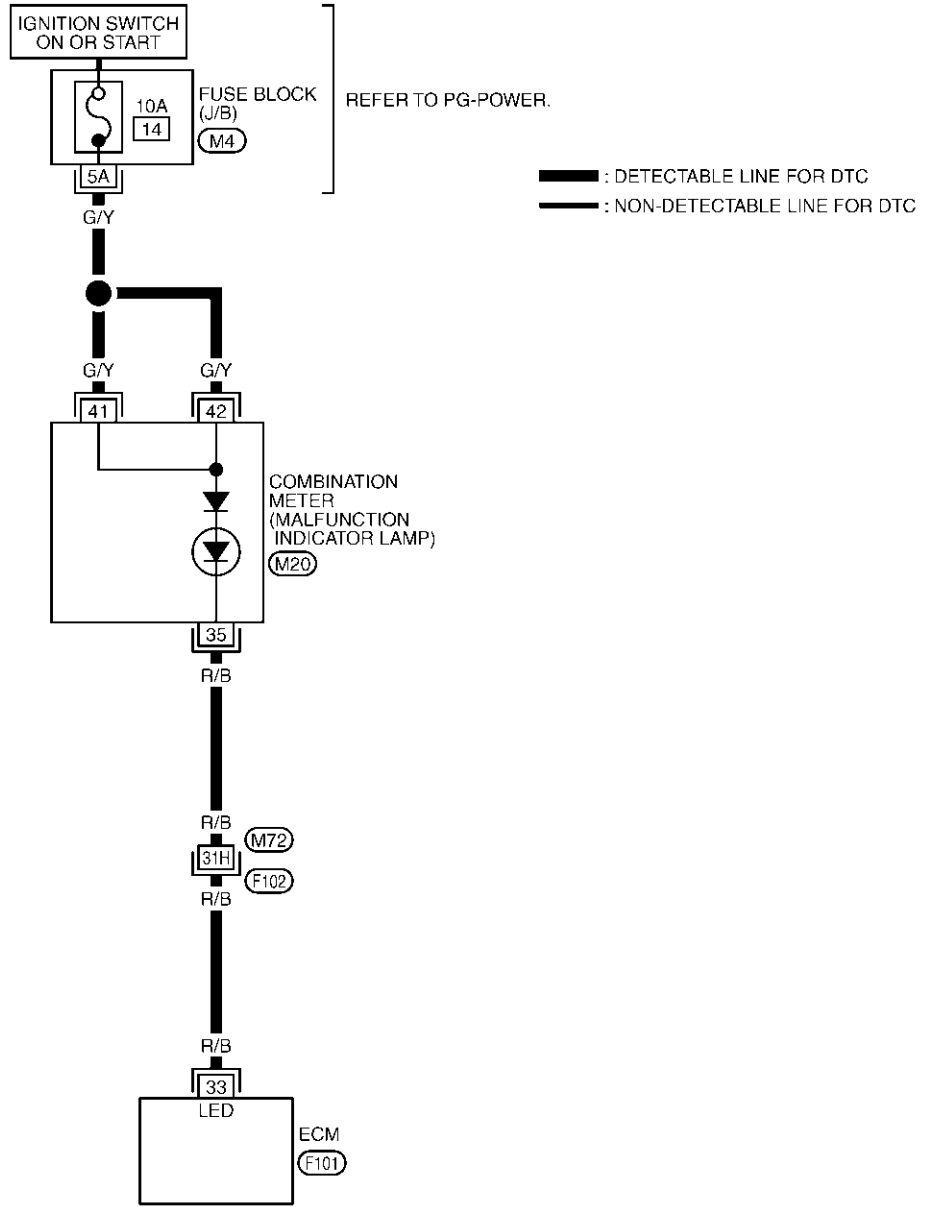 IGNITION SWITCH
ON OR START
10A
14
FUSE BLOCK
(J/B)
M4
REFER TO PG-POWER.
5A
G/Y
: DETECTABLE LINE FOR DTC
: NON-DETECTABLE LINE FOR DTC
G/Y G/Y
41 42
COMBINATION
METER
(MALFUNCTION
INDICATOR LAMP)
M20
35
R/B
R/B
M72
31H
F102
R/B
R/B
33
LED
ECM
F101